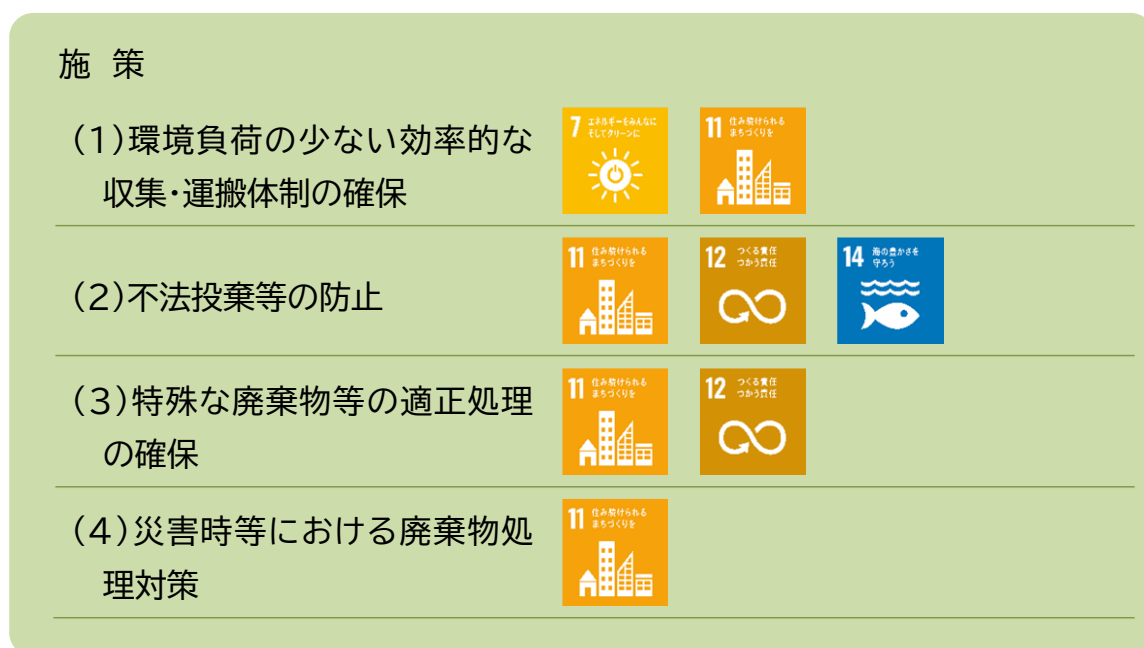 施 策
(1)環境負荷の少ない効率的な
収集・運搬体制の確保
7 エネルギーをみんなに
そしてクリーンに
11 住み続けられる
まちづくりを
(2)不法投棄等の防止
11 住み続けられる
まちづくりを
12 つくる責任
つかう責任
14 海の豊かさを
守ろう
(3)特殊な廃棄物等の適正処理
の確保
11 住み続けられる
まちづくりを
12 つくる責任
つかう責任
(4)災害時等における廃棄物処
理対策
11 住み続けられる
まちづくりを